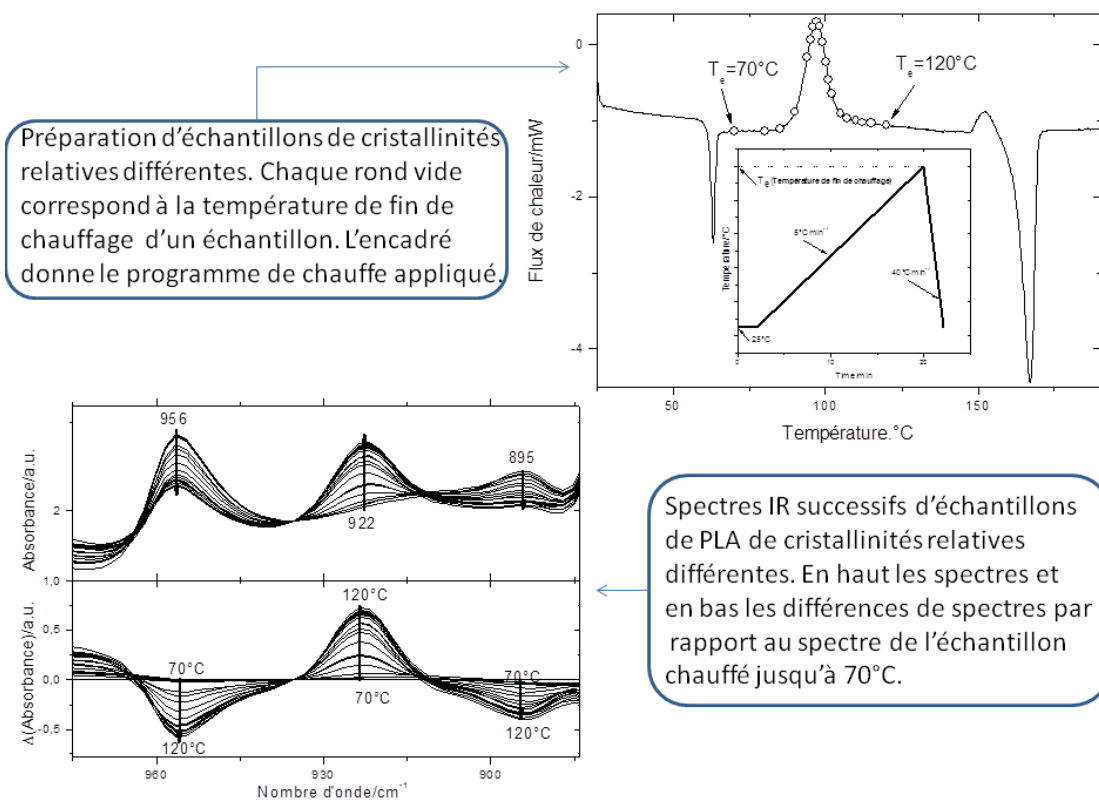 Préparation d’échantillons de cristallinités
relatives différentes. Chaque rond vide
correspond à la température de fin de
chauffage d’un échantillon. L’encadré
donne le programme de chauffe appliqué.
Flux de chaleur/mW
0
-2
-4
Te=70°C
Te=120°C
Te (Température de fin de chauffage)
Température/°C
5°C min⁻¹
40°C min⁻¹
25°C
0
10
20
Time/min
50
100
150
Température.°C
Absorbance/a.u.
2
956
922
895
Δ(Absorbance)/a.u.
1,0
0,5
0,0
-0,5
120°C
70°C
70°C
70°C
120°C
120°C
960
930
900
Nombre d'onde/cm⁻¹
Spectres IR successifs d’échantillons
de PLA de cristallinités relatives
différentes. En haut les spectres et
en bas les différences de spectres par
rapport au spectre de l’échantillon
chauffé jusqu’à 70°C.